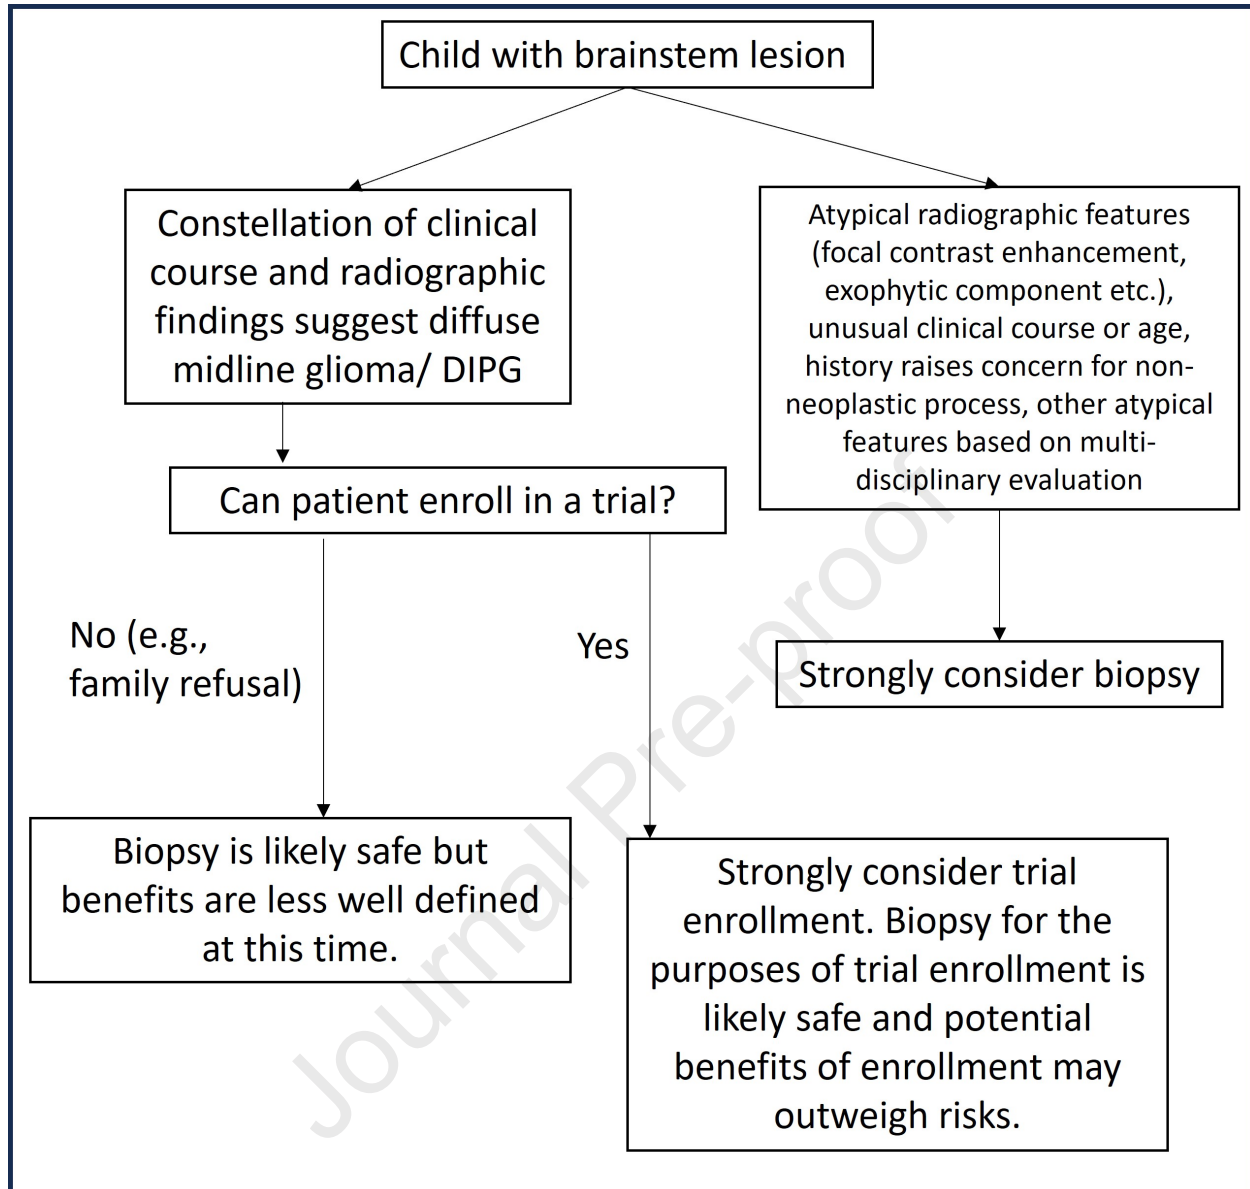 Child with brainstem lesion
Constellation of clinical
course and radiographic
findings suggest diffuse
midline glioma/ DIPG
Atypical radiographic features
(focal contrast enhancement,
exophytic component etc.),
unusual clinical course or age,
history raises concern for non-
neoplastic process, other atypical
features based on multi-
disciplinary evaluation
Can patient enroll in a trial?
No (e.g.,
family refusal)
Yes
Strongly consider biopsy
Biopsy is likely safe but
benefits are less well defined
at this time.
Strongly consider trial
enrollment. Biopsy for the
purposes of trial enrollment is
likely safe and potential
benefits of enrollment may
outweigh risks.
Journal Pre-proof